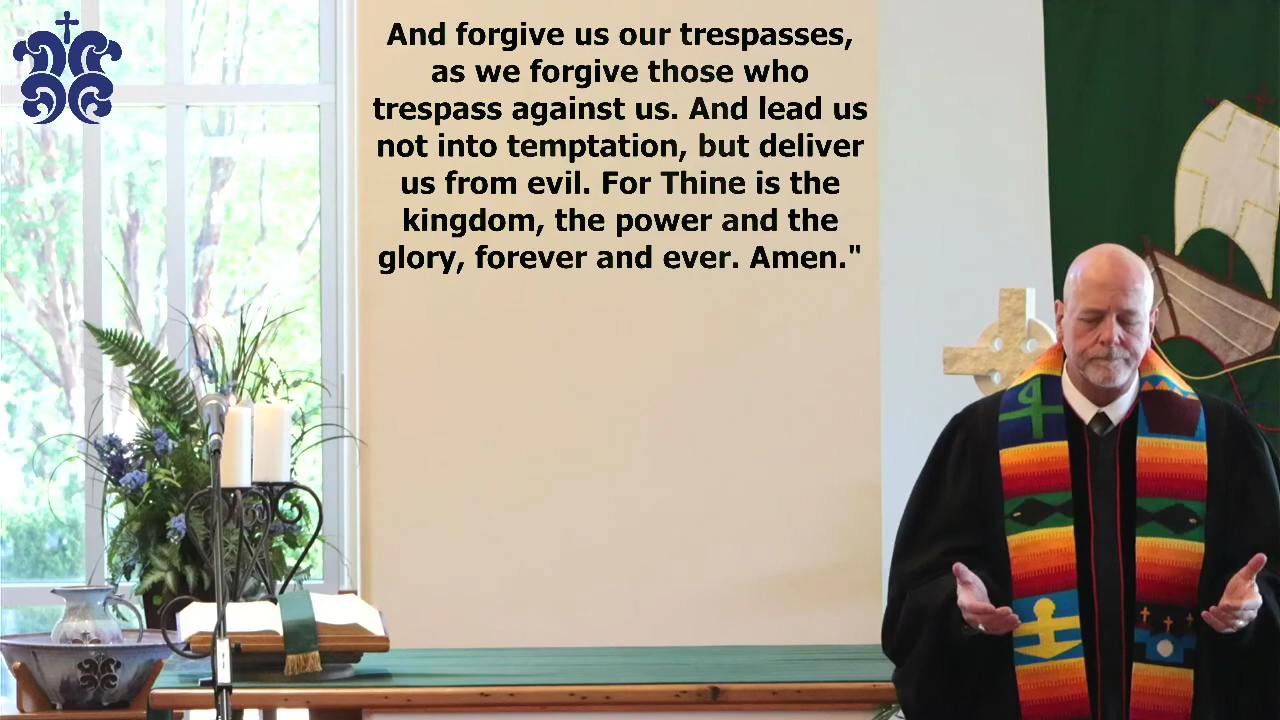 And forgive us our trespasses,
as we forgive those who
trespass against us. And lead us
not into temptation, but deliver
us from evil. For Thine is the
kingdom, the power and the
glory, forever and ever. Amen."